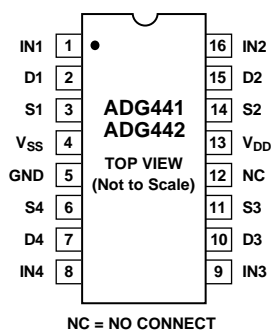 IN1 1 16 IN2
D1 2 15 D2
S1 3 ADG441 14 S2
ADG442
VSS 4 13 VDD
TOP VIEW
GND 5 (Not to Scale) 12 NC
S4 6 11 S3
D4 7 10 D3
IN4 8 9 IN3
NC = NO CONNECT